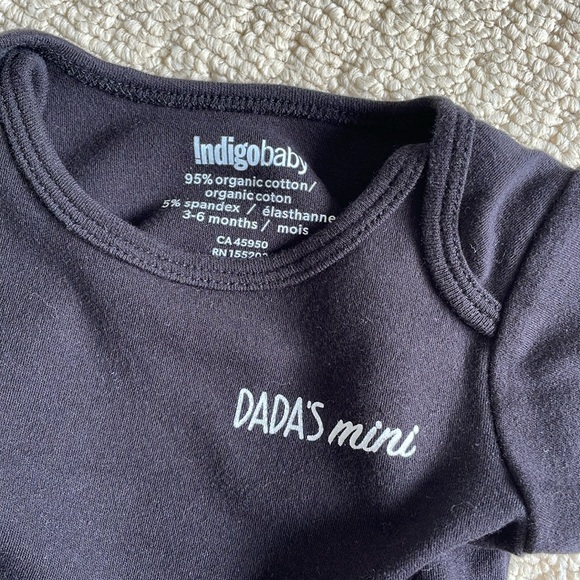 Indigobaby
95% organic cotton/
organic coton
5% spandex / élasthanne
3-6 months / mois
CA 45950
DADA'S mini